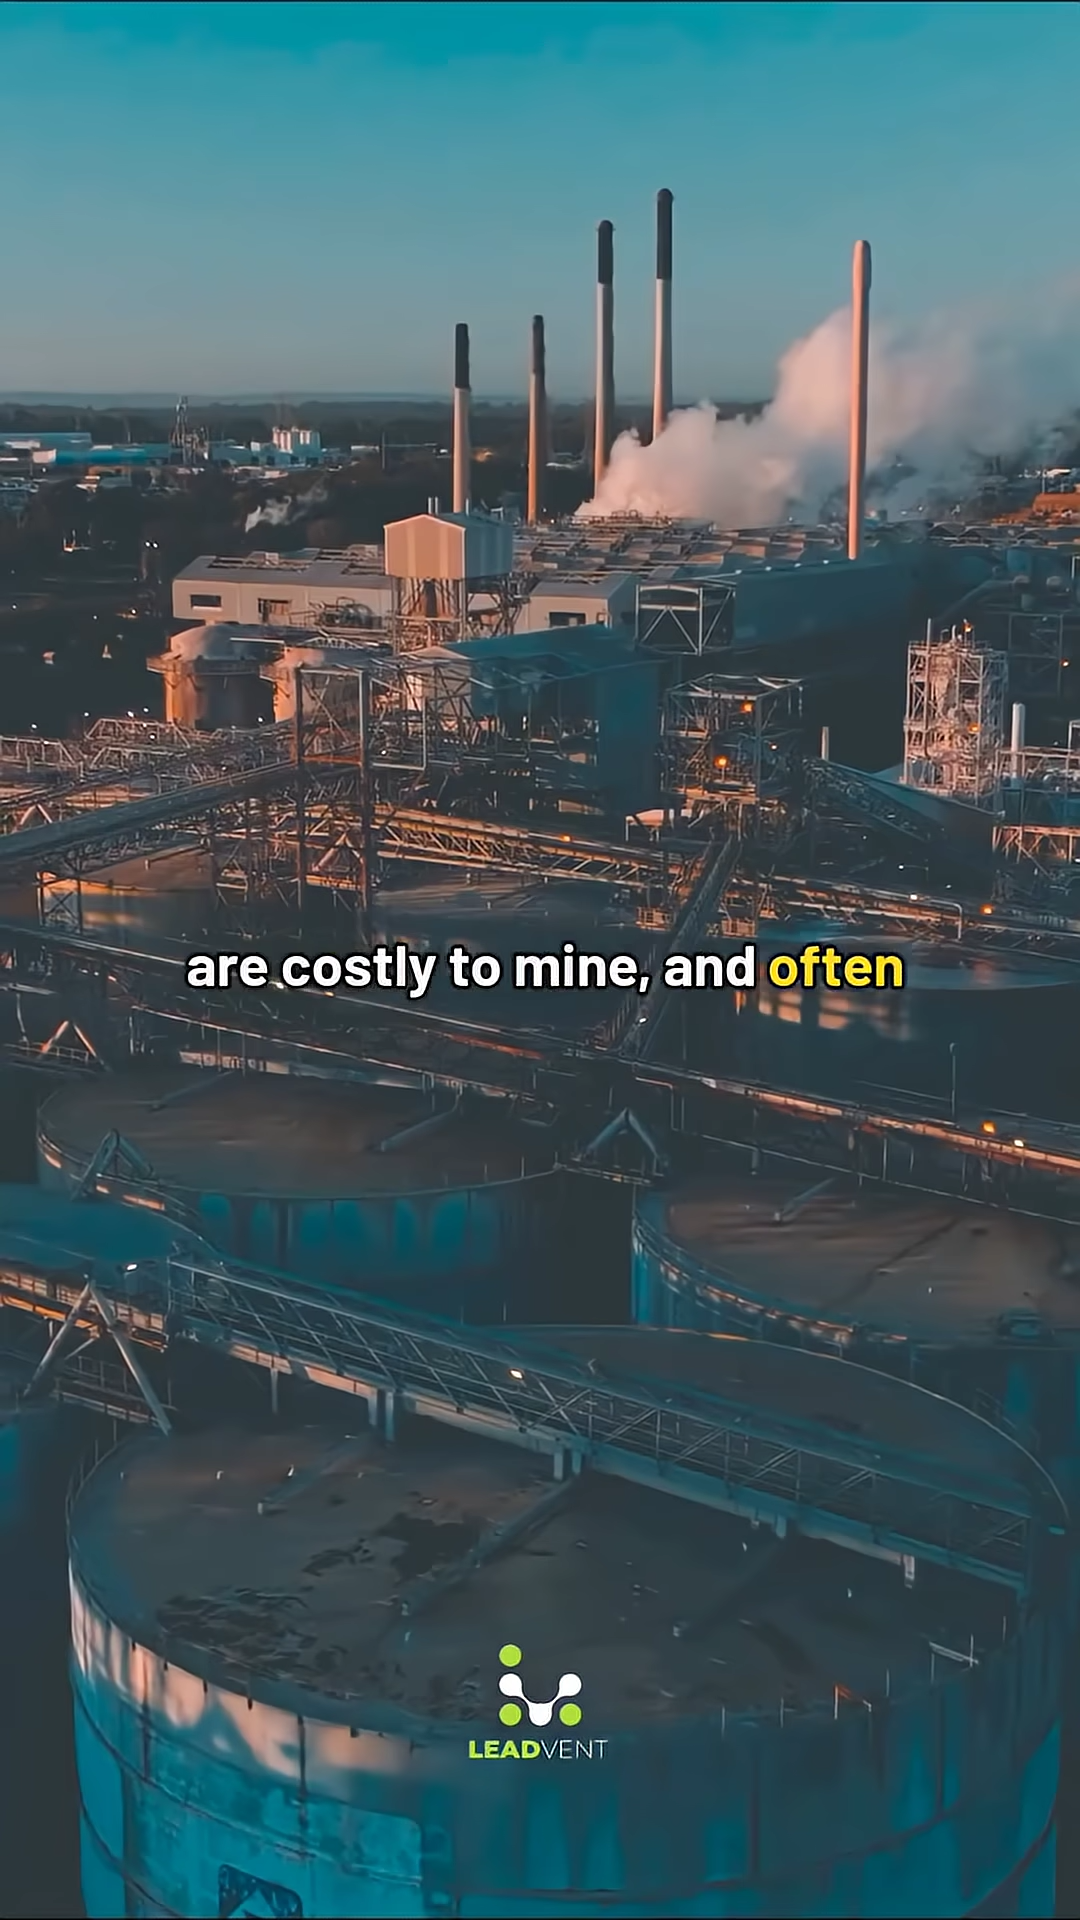 are costly to mine, and often
LEADVENT